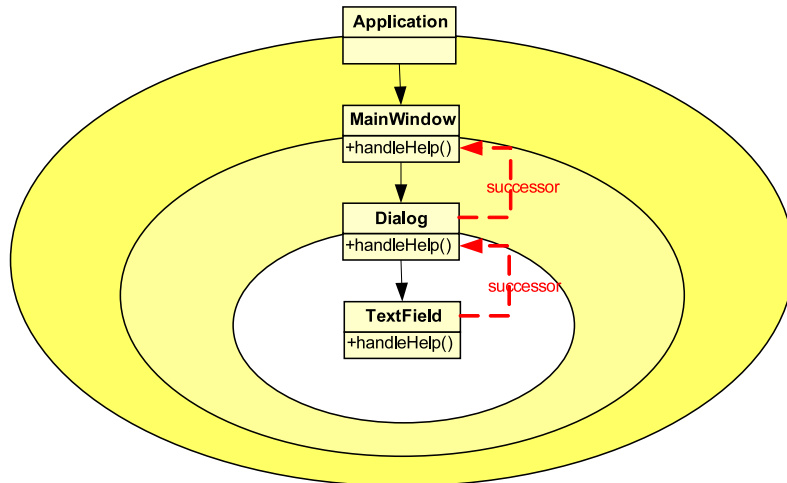 Application
MainWindow
+handleHelp()
successor
Dialog
+handleHelp()
successor
TextField
+handleHelp()